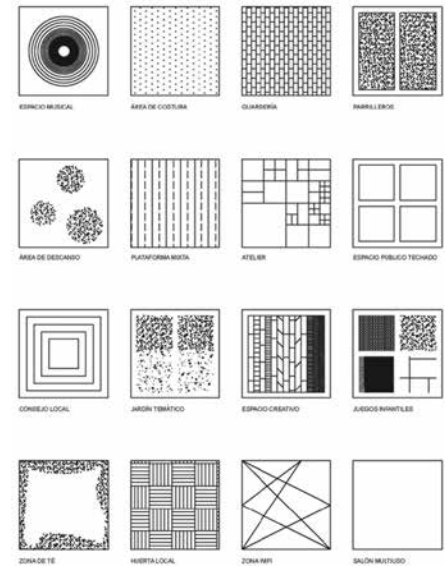 ESPACIO MUSICAL
ÁREA DE COSTURA
GUARDERÍA
PARRILLEROS
ÁREA DE DESCANSO
PLATAFORMA MIXTA
ATELIER
ESPACIO PUBLICO TECHADO
CONSEJO LOCAL
JARDÍN TEMÁTICO
ESPACIO CREATIVO
JUEGOS INFANTILES
ZONA DE TÉ
HUERTA LOCAL
ZONA WIFI
SALÓN MULTIUSO